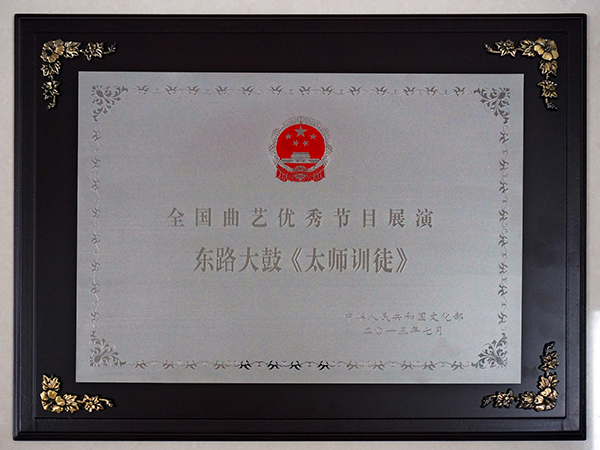 全国曲艺优秀节目展演
东路大鼓《太师训徒》
中华人民共和国文化部
二〇一三年七月